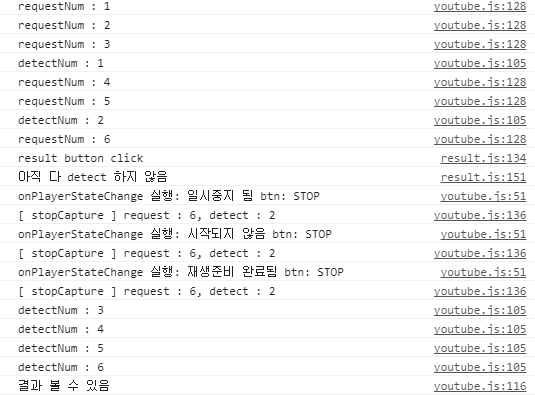 requestNum : 1 youtube.js:128
requestNum : 2 youtube.js:128
requestNum : 3 youtube.js:128
detectNum : 1 youtube.js:105
requestNum : 4 youtube.js:128
requestNum : 5 youtube.js:128
detectNum : 2 youtube.js:105
requestNum : 6 youtube.js:128
result button click result.js:134
아직 다 detect 하지 않음 result.js:151
onPlayerStateChange 실행: 일시중지 됨 btn: STOP youtube.js:51
[ stopCapture ] request : 6, detect : 2 youtube.js:136
onPlayerStateChange 실행: 시작되지 않음 btn: STOP youtube.js:51
[ stopCapture ] request : 6, detect : 2 youtube.js:136
onPlayerStateChange 실행: 재생준비 완료됨 btn: STOP youtube.js:51
[ stopCapture ] request : 6, detect : 2 youtube.js:136
detectNum : 3 youtube.js:105
detectNum : 4 youtube.js:105
detectNum : 5 youtube.js:105
detectNum : 6 youtube.js:105
결과 볼 수 있음 youtube.js:116